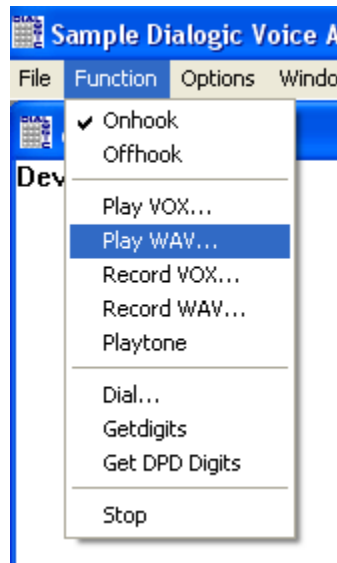 Sample Dialogic Voice A
File Function Options Windo
Onhook
Dev
Offhook
Play VOX...
Play WAV...
Record VOX...
Record WAV...
Playtone
Dial...
Getdigits
Get DPD Digits
Stop